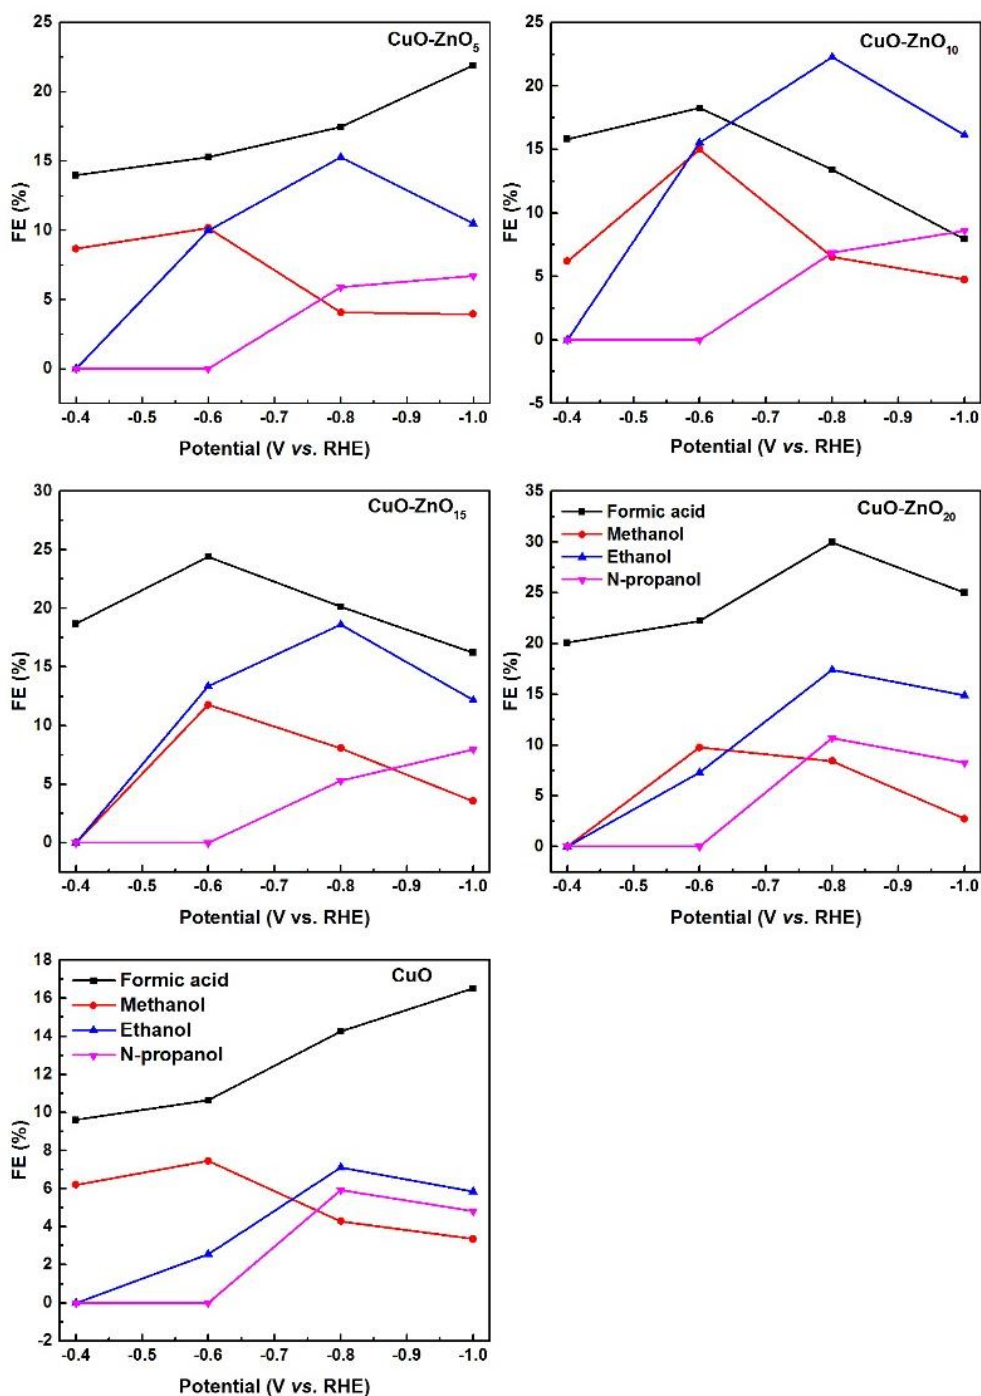 CuO-ZnO5
25
20
15
10
5
0
FE (%)
-0.4 -0.5 -0.6 -0.7 -0.8 -0.9 -1.0
Potential (V vs. RHE)
CuO-ZnO10
25
20
15
10
5
0
-5
FE (%)
-0.4 -0.5 -0.6 -0.7 -0.8 -0.9 -1.0
Potential (V vs. RHE)
CuO-ZnO15
30
25
20
15
10
5
0
FE (%)
-0.4 -0.5 -0.6 -0.7 -0.8 -0.9 -1.0
Potential (V vs. RHE)
CuO-ZnO20
Formic acid
Methanol
Ethanol
N-propanol
35
30
25
20
15
10
5
0
FE (%)
-0.4 -0.5 -0.6 -0.7 -0.8 -0.9 -1.0
Potential (V vs. RHE)
CuO
Formic acid
Methanol
Ethanol
N-propanol
18
16
14
12
10
8
6
4
2
0
-2
FE (%)
-0.4 -0.5 -0.6 -0.7 -0.8 -0.9 -1.0
Potential (V vs. RHE)